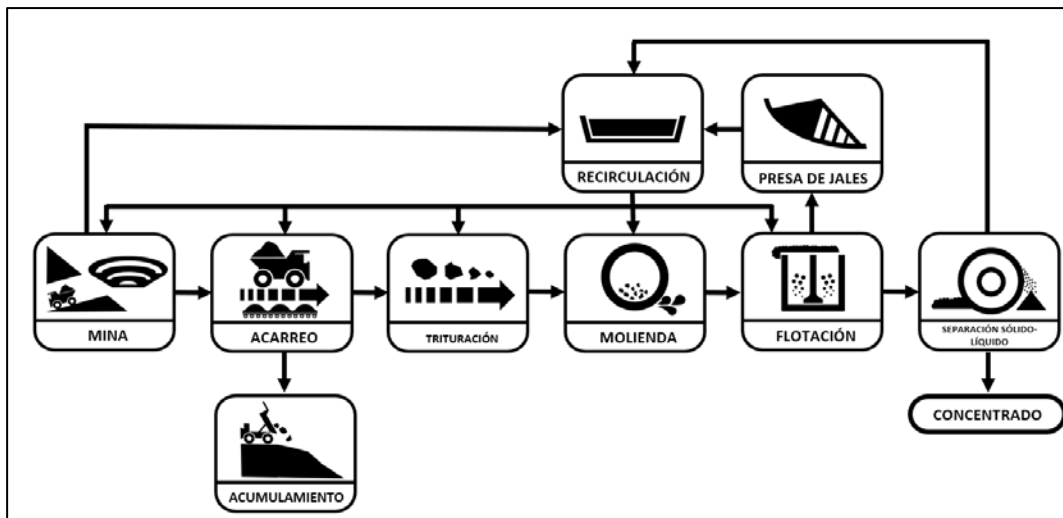 RECIRCULACIÓN
PRESA DE JALES
MINA
ACARREO
TRITURACIÓN
MOLIENDA
FLOTACIÓN
SEPARACIÓN SÓLIDO-
LÍQUIDO
CONCENTRADO
ACUMULAMIENTO